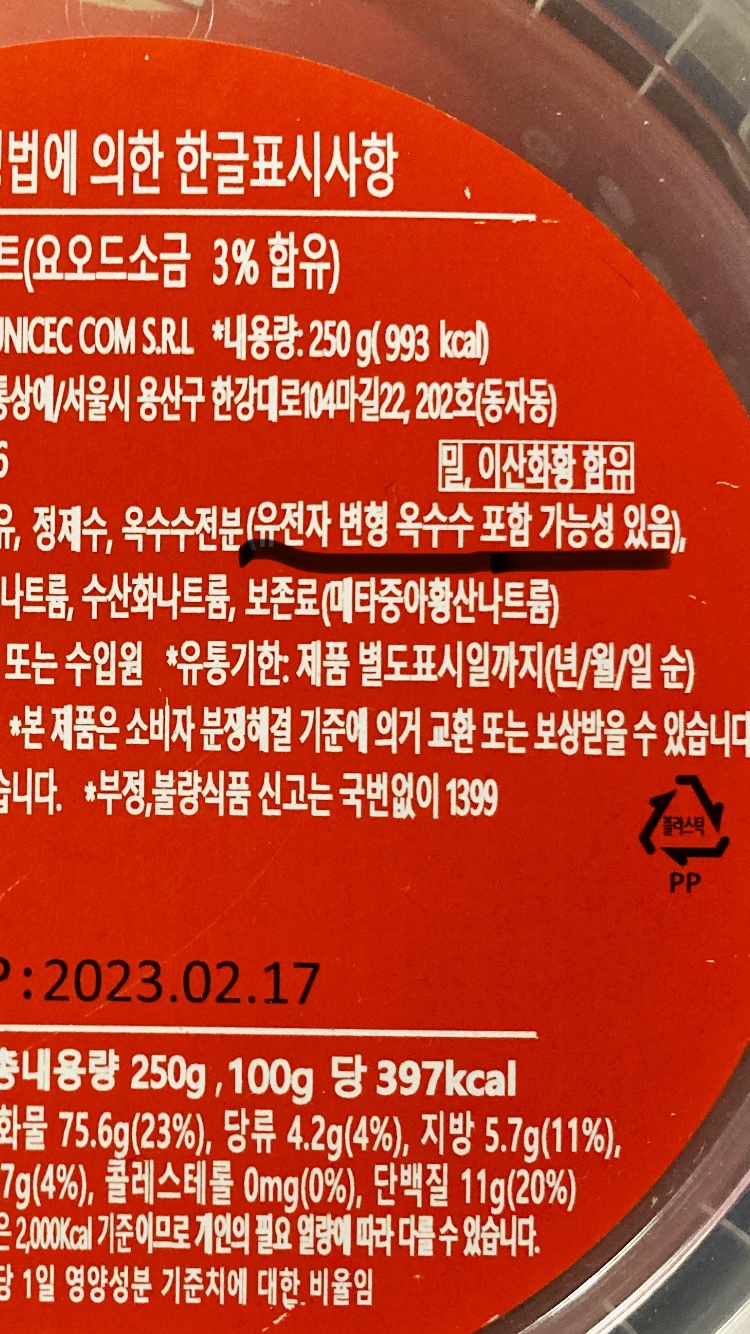 법에 의한 한글표시사항
트(요오드소금 3% 함유)
UNICEC COM S.R.L *내용량: 250 g( 993 kcal)
통상에/서울시 용산구 한강대로104마길22, 202호(동자동)
6
밀, 이산화황 함유
유, 정제수, 옥수수전분(유전자 변형 옥수수 포함 가능성 있음),
나트륨, 수산화나트륨, 보존료(메타중아황산나트륨)
또는 수입원 *유통기한: 제품 별도표시일까지(년/월/일 순)
*본 제품은 소비자 분쟁해결 기준에 의거 교환 또는 보상받을 수 있습니다
습니다. *부정,불량식품 신고는 국번없이 1399
플라스틱
PP
P:2023.02.17
총내용량 250g , 100g 당 397kcal
화물 75.6g(23%), 당류 4.2g(4%), 지방 5.7g(11%),
7g(4%), 콜레스테롤 0mg(0%), 단백질 11g(20%)
은 2,000Kcal 기준이므로 개인의 필요 열량에 따라 다를 수 있습니다.
당 1일 영양성분 기준치에 대한 비율임